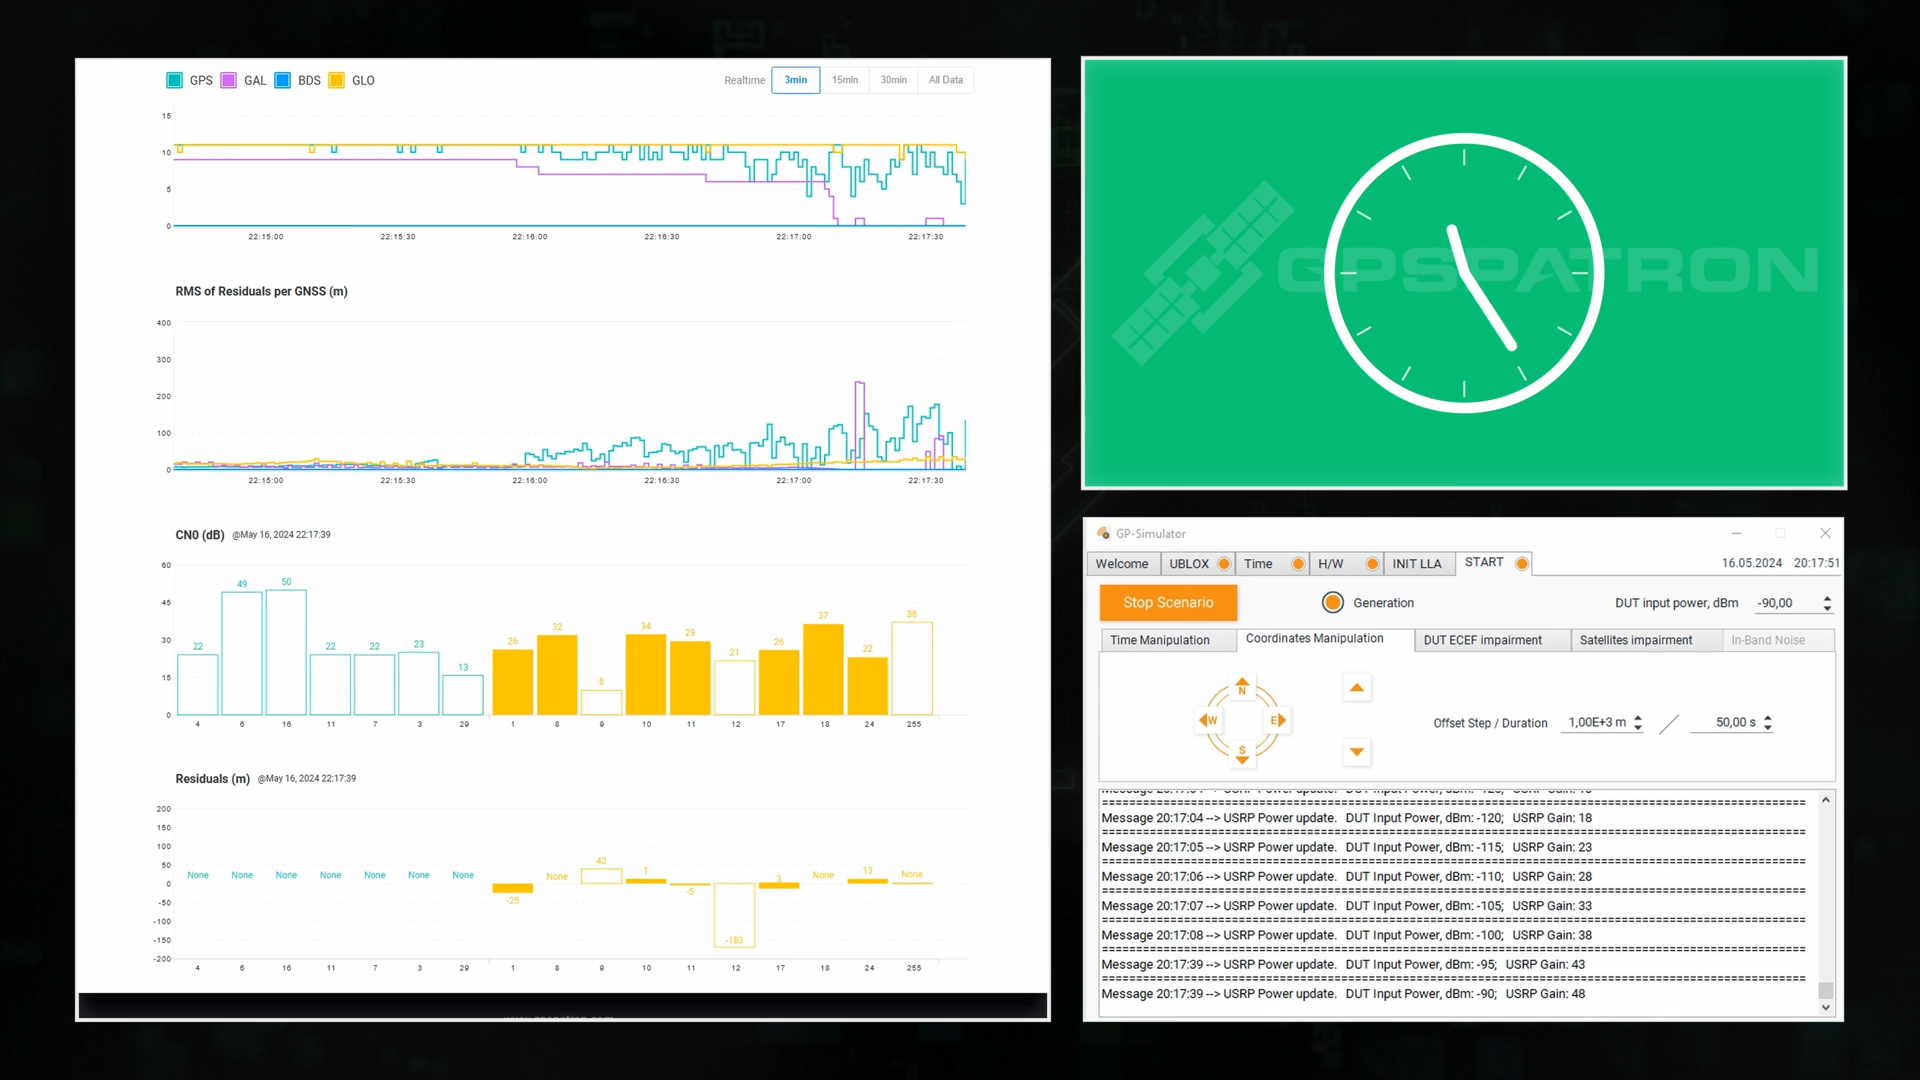 GPS GAL BDS GLO
Realtime 3min 15min 30min All Data
15
10
5
0
22:15:00 22:15:30 22:16:00 22:16:30 22:17:00 22:17:30
RMS of Residuals per GNSS (m)
400
300
200
100
0
22:15:00 22:15:30 22:16:00 22:16:30 22:17:00 22:17:30
CN0 (dB) @May 16, 2024 22:17:39
60
45
30
15
0
22 49 50 22 22 23 13 26 32 8 34 29 21 26 37 22 38
4 6 16 11 7 3 29 1 8 9 10 11 12 17 18 24 255
Residuals (m) @May 16, 2024 22:17:39
200
150
100
50
0
-50
-100
-150
-200
None None None None None None None -25 None 42 1 -5 -183 3 None 13 None
4 6 16 11 7 3 29 1 8 9 10 11 12 17 18 24 255
GPSPATRON
GP-Simulator
Welcome UBLOX Time H/W INIT LLA START 16.05.2024 20:17:51
Stop Scenario Generation DUT input power, dBm -90,00
Time Manipulation Coordinates Manipulation DUT ECEF impairment Satellites impairment In-Band Noise
N
W E
S
Offset Step / Duration 1,00E+3 m 50,00 s
Message 20:17:04 --> USRP Power update. DUT Input Power, dBm: -120; USRP Gain: 18
Message 20:17:05 --> USRP Power update. DUT Input Power, dBm: -115; USRP Gain: 23
Message 20:17:06 --> USRP Power update. DUT Input Power, dBm: -110; USRP Gain: 28
Message 20:17:07 --> USRP Power update. DUT Input Power, dBm: -105; USRP Gain: 33
Message 20:17:08 --> USRP Power update. DUT Input Power, dBm: -100; USRP Gain: 38
Message 20:17:39 --> USRP Power update. DUT Input Power, dBm: -95; USRP Gain: 43
Message 20:17:39 --> USRP Power update. DUT Input Power, dBm: -90; USRP Gain: 48